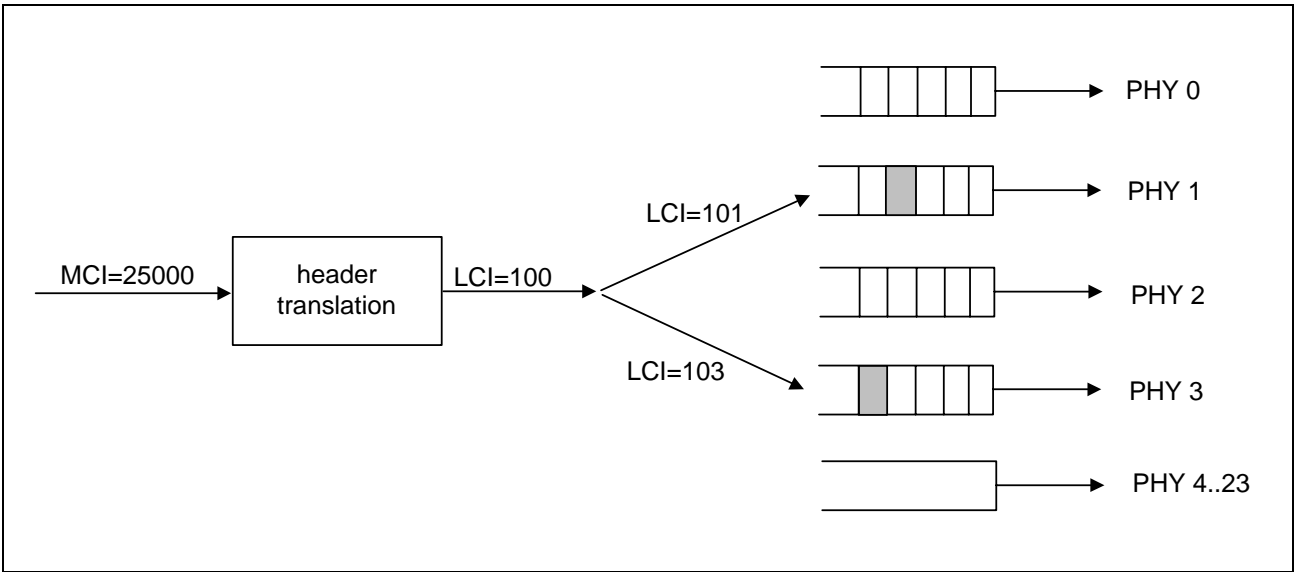 PHY 0
PHY 1
LCI=101
MCI=25000
header
translation
LCI=100
PHY 2
LCI=103
PHY 3
PHY 4..23